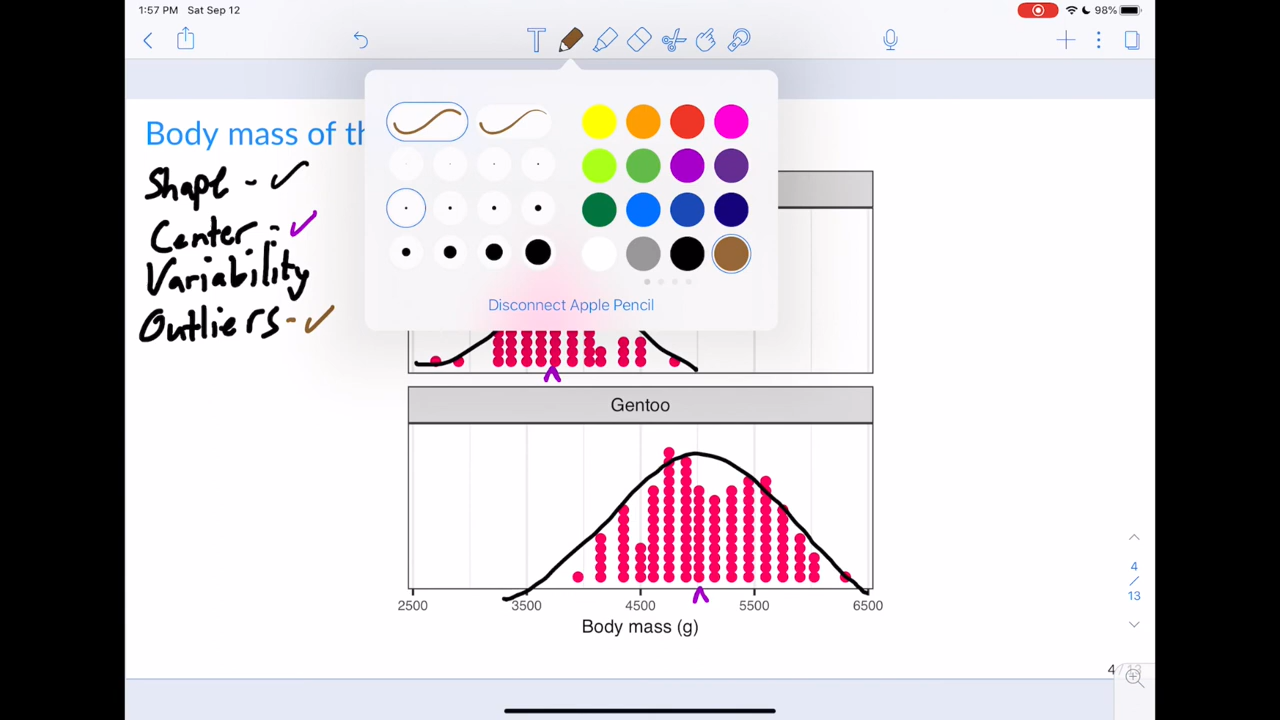 1:57 PM Sat Sep 12
98%
T
Body mass of th
Shape - ✓
Center - ✓
Variability
Outliers - ✓
Disconnect Apple Pencil
Gentoo
2500 3500 4500 5500 6500
Body mass (g)
4
/
13
4 / 13